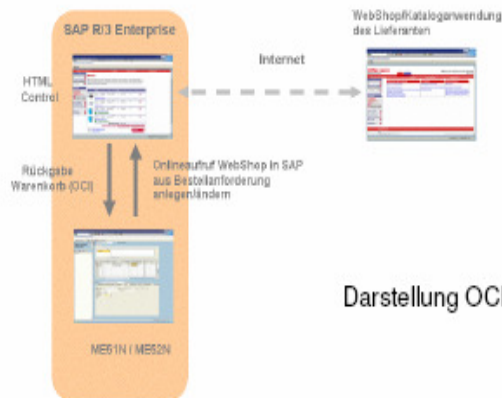 SAP R/3 Enterprise
WebShop/Kataloganwendung
des Lieferanten
Internet
HTML
Control
Rückgabe
Warenkorb (OCI)
Onlineaufruf WebShop in SAP
aus Bestellanforderung
anlegen/ändern
Darstellung OCI
ME51N / ME52N